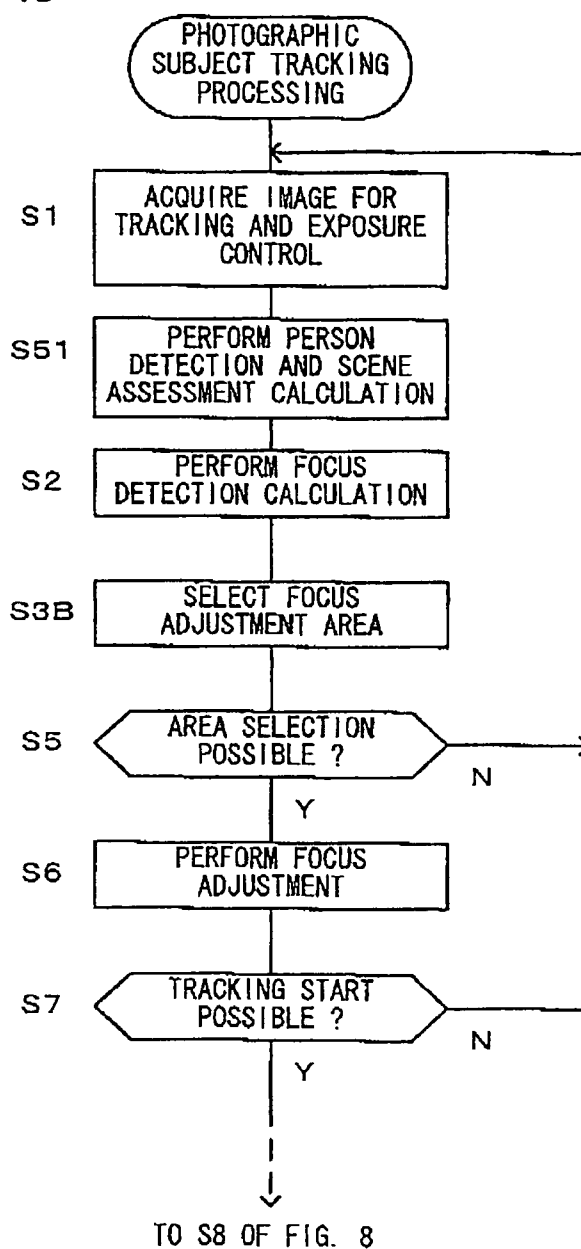 PHOTOGRAPHIC
SUBJECT TRACKING
PROCESSING
S1
ACQUIRE IMAGE FOR
TRACKING AND EXPOSURE
CONTROL
S51
PERFORM PERSON
DETECTION AND SCENE
ASSESSMENT CALCULATION
S2
PERFORM FOCUS
DETECTION CALCULATION
S3B
SELECT FOCUS
ADJUSTMENT AREA
S5
AREA SELECTION
POSSIBLE ?
N
Y
S6
PERFORM FOCUS
ADJUSTMENT
S7
TRACKING START
POSSIBLE ?
N
Y
TO S8 OF FIG. 8